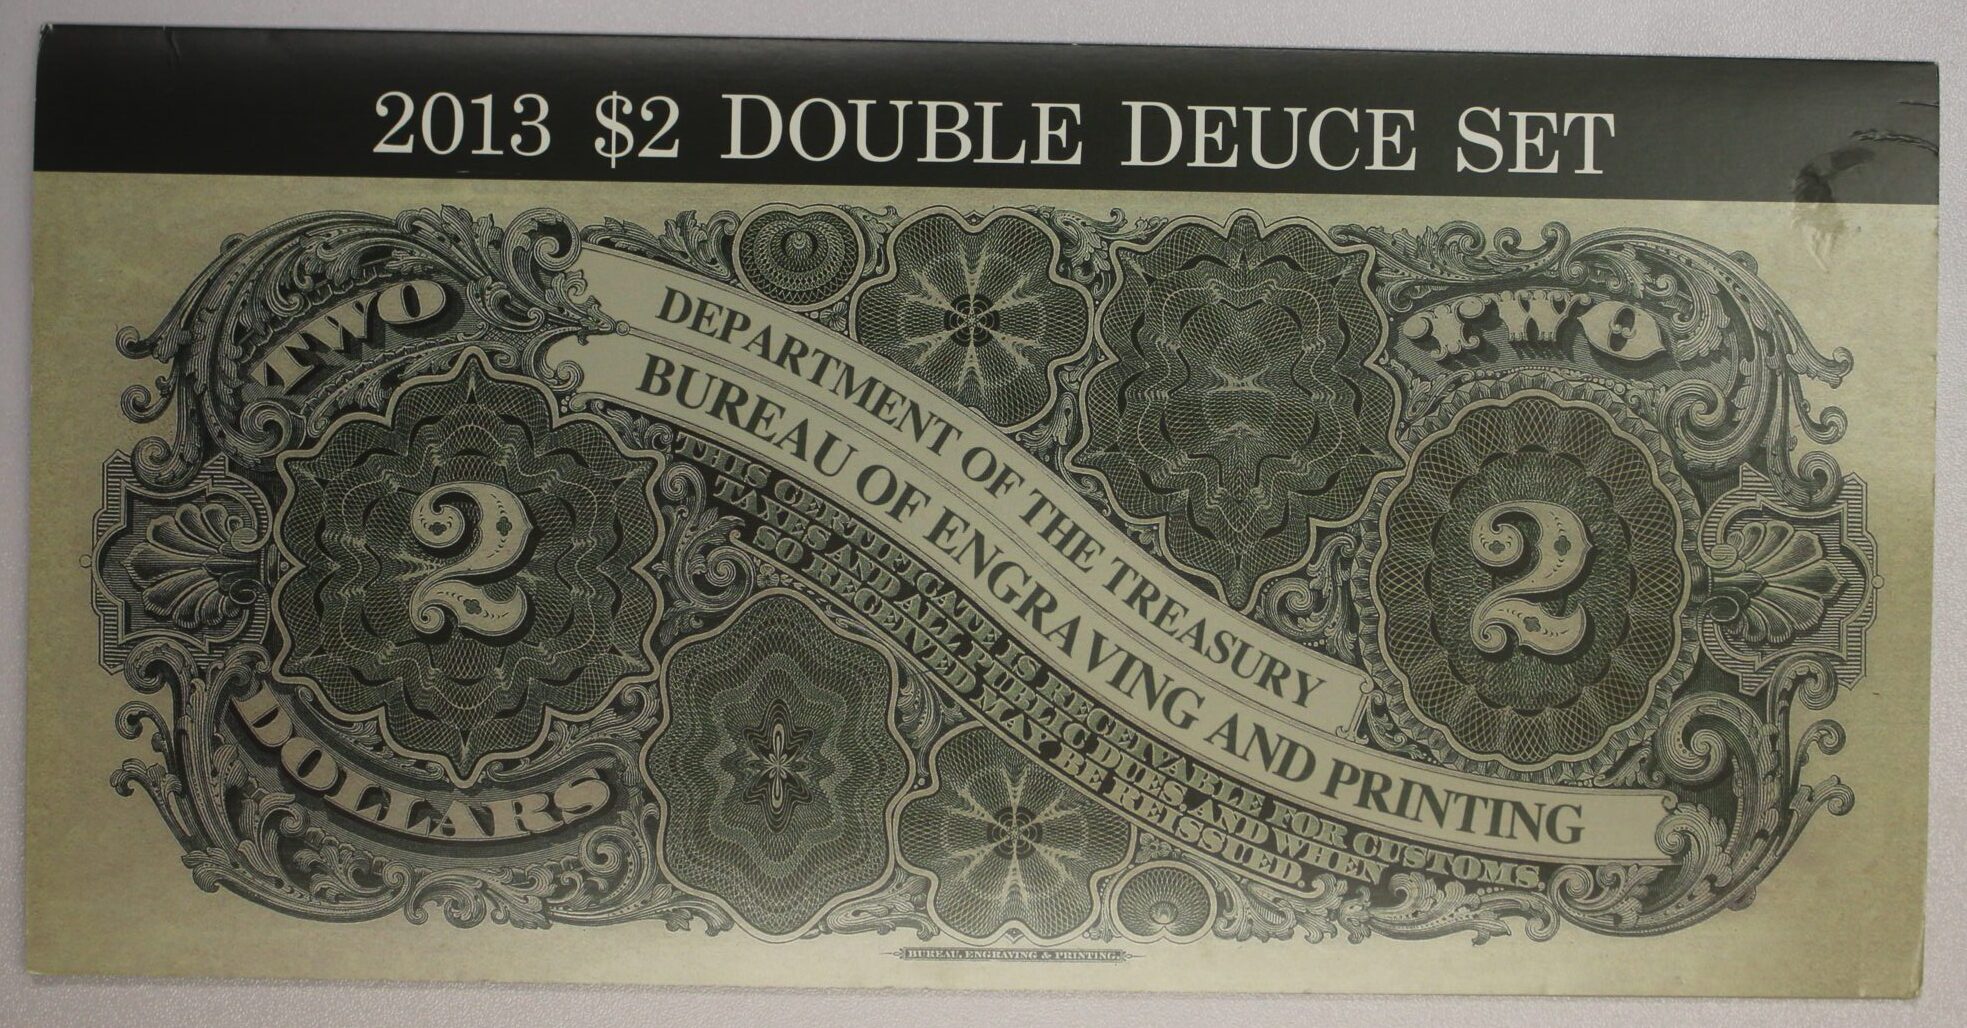 2013 $2 DOUBLE DEUCE SET
TWO
TWO
DEPARTMENT OF THE TREASURY
BUREAU OF ENGRAVING AND PRINTING
THIS CERTIFICATE IS RECEIVABLE FOR CUSTOMS,
TAXES AND ALL PUBLIC DUES, AND WHEN
SO RECEIVED MAY BE REISSUED.
2
2
DOLLARS
BUREAU, ENGRAVING & PRINTING.